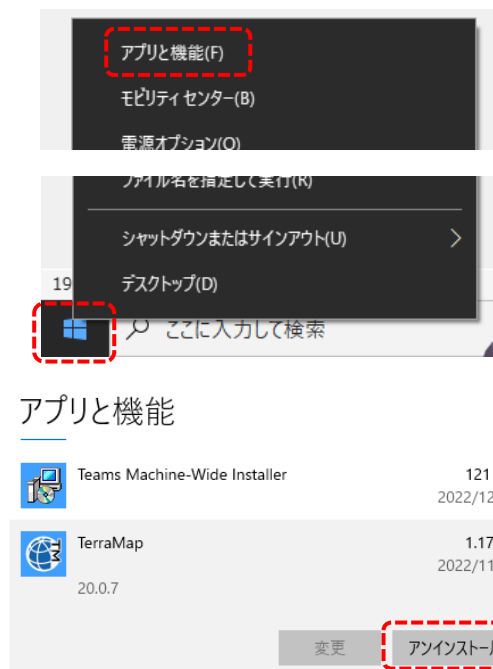 アプリと機能(F)
モビリティ センター(B)
電源オプション(O)
ファイル名を指定して実行(R)
シャットダウンまたはサインアウト(U)
デスクトップ(D)
19
ここに入力して検索
アプリと機能
Teams Machine-Wide Installer
121
2022/12
TerraMap
1.17
2022/11
20.0.7
変更
アンインストール